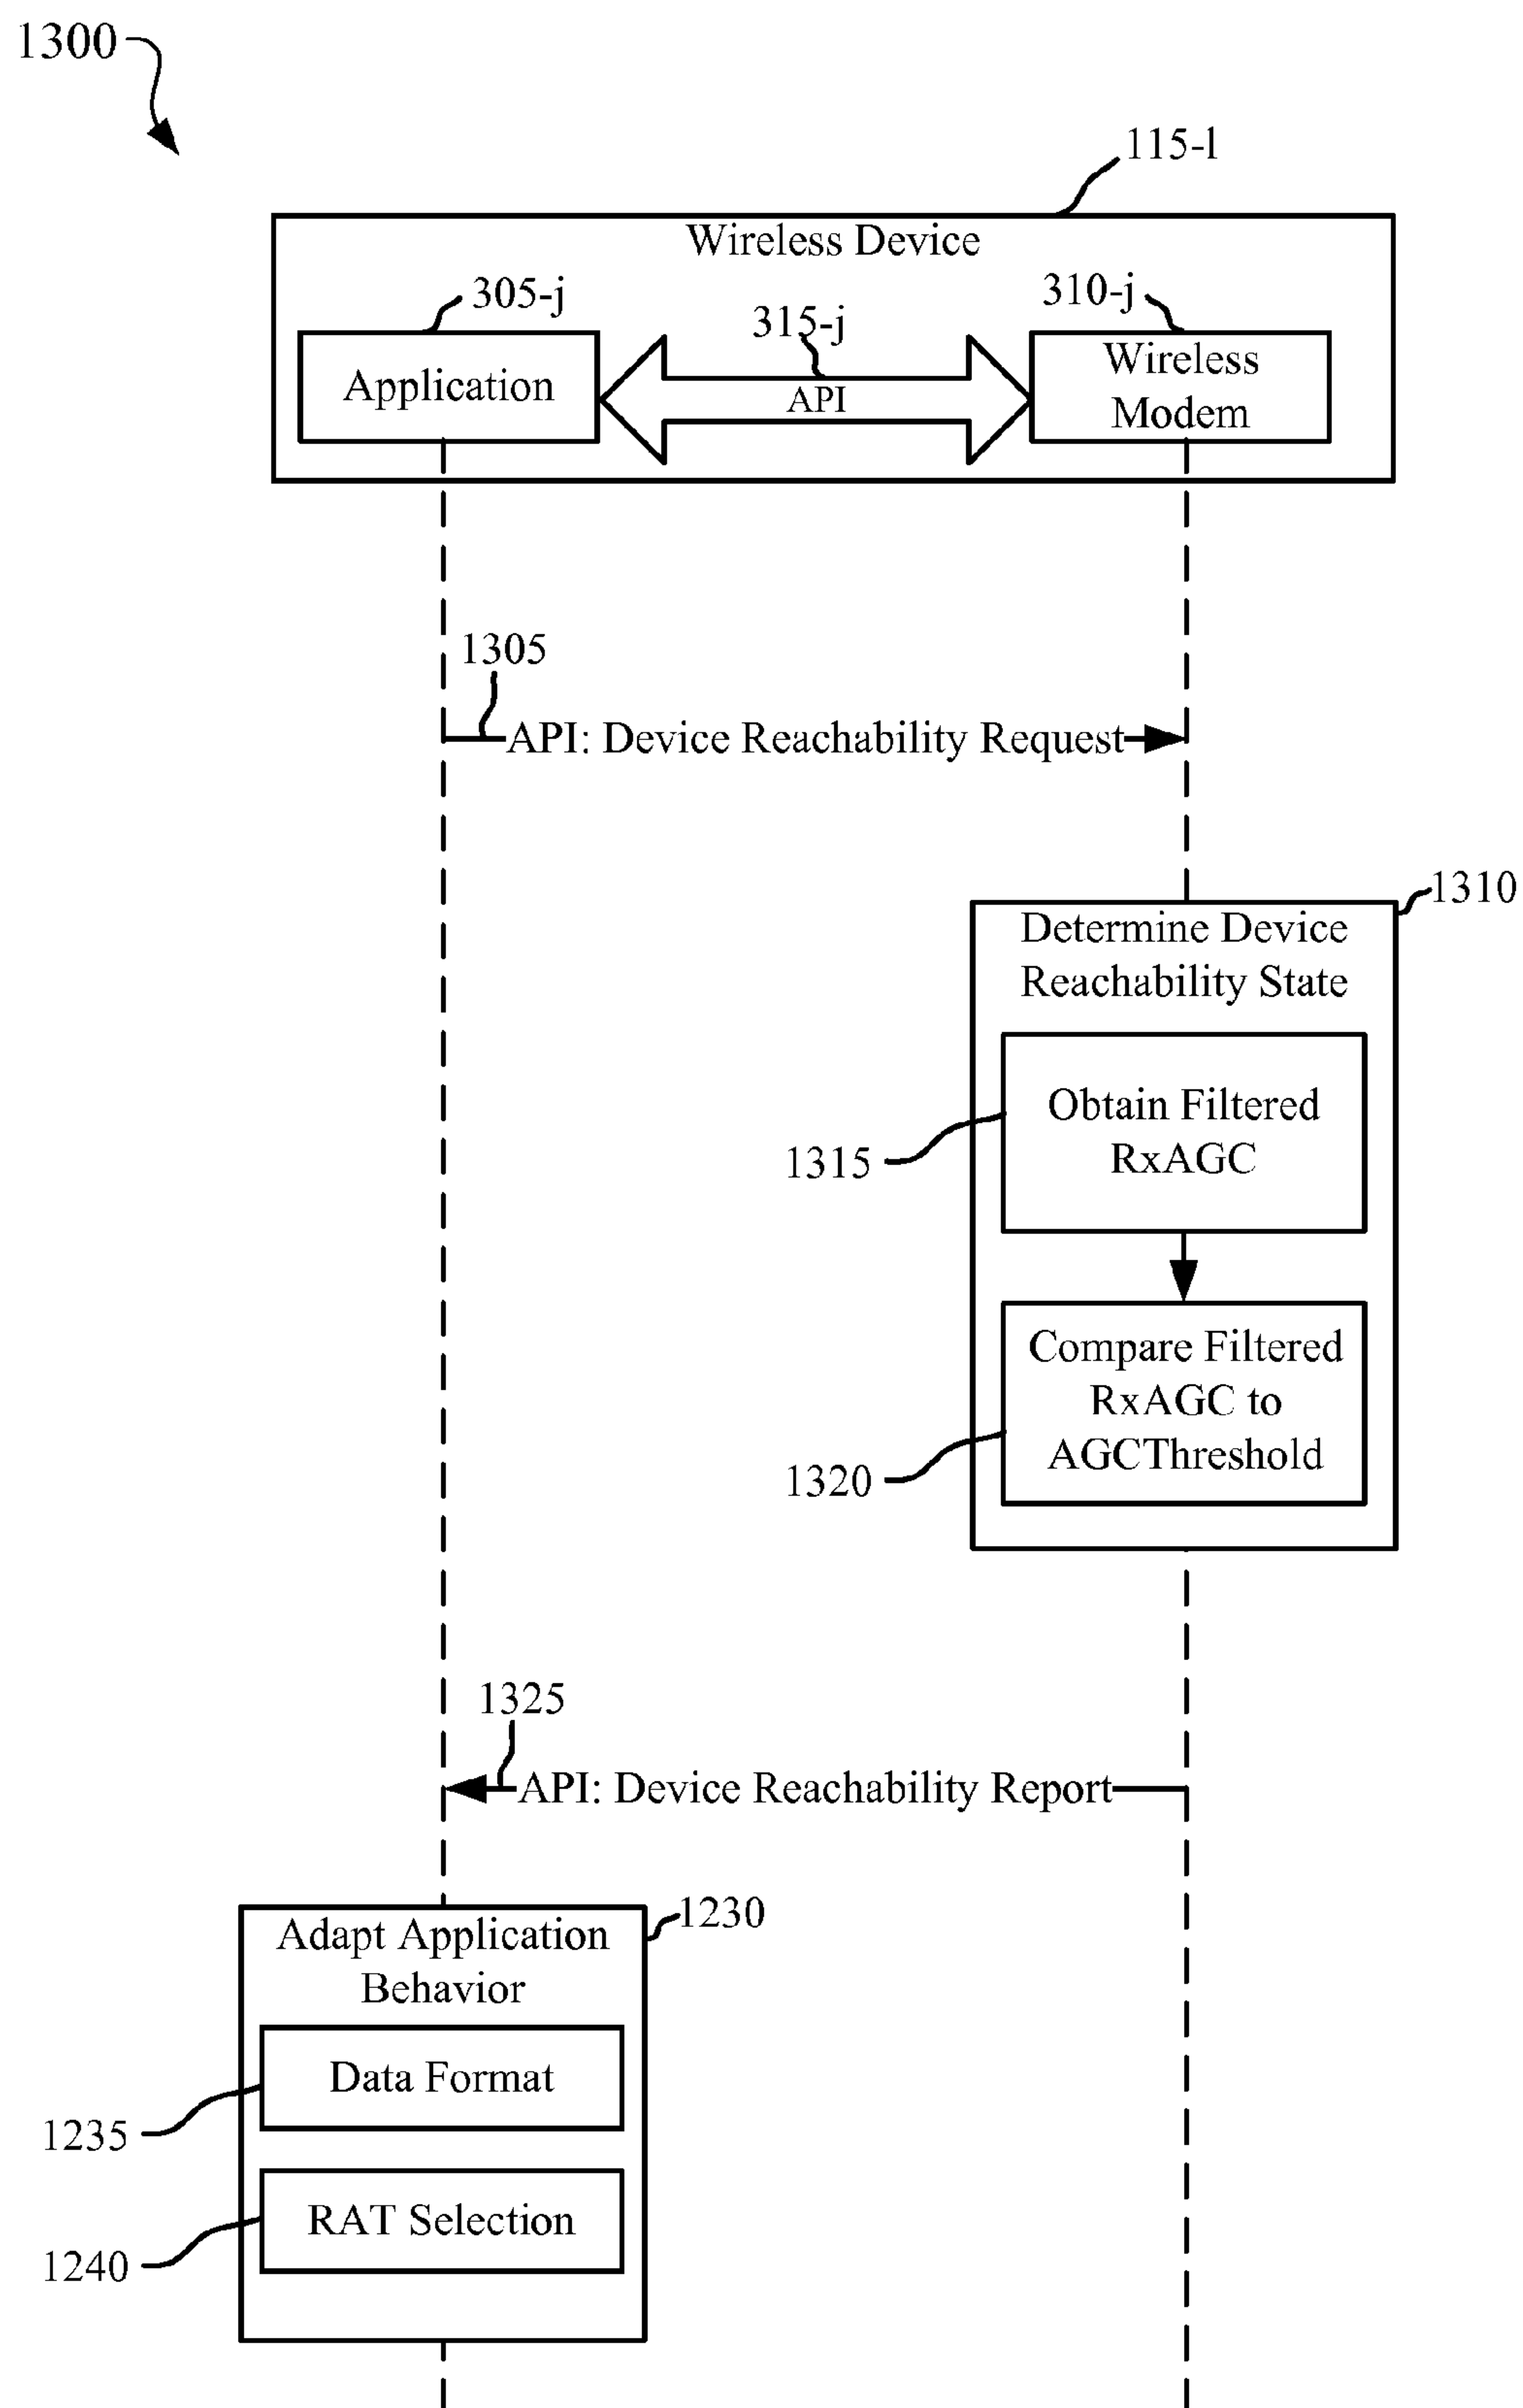 1300
115-l
Wireless Device
305-j
315-j
310-j
Application
API
Wireless
Modem
1305
API: Device Reachability Request
1310
Determine Device
Reachability State
Obtain Filtered
RxAGC
1315
Compare Filtered
RxAGC to
AGCThreshold
1320
1325
API: Device Reachability Report
1230
Adapt Application
Behavior
Data Format
1235
RAT Selection
1240